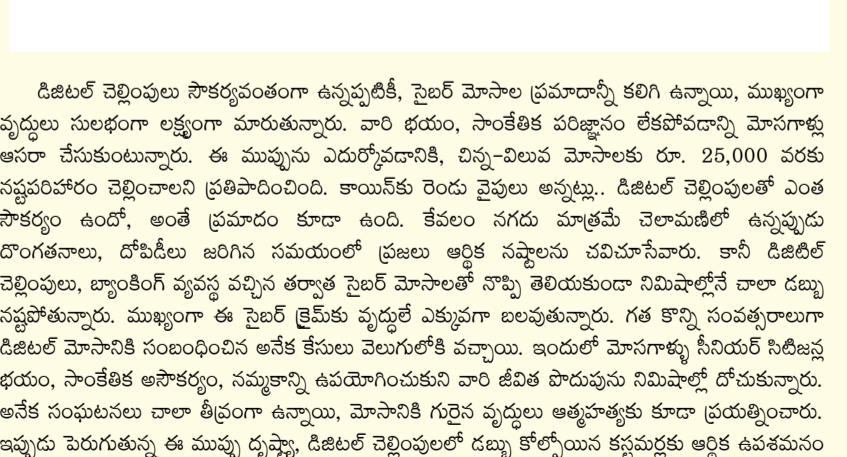 డిజిటల్ చెల్లింపులు సౌకర్యవంతంగా ఉన్నప్పటికీ, సైబర్ మోసాల ప్రమాదాన్నీ కలిగి ఉన్నాయి, ముఖ్యంగా
వృద్ధులు సులభంగా లక్ష్యంగా మారుతున్నారు. వారి భయం, సాంకేతిక పరిజ్ఞానం లేకపోవడాన్ని మోసగాళ్లు
ఆసరా చేసుకుంటున్నారు. ఈ ముప్పును ఎదుర్కోవడానికి, చిన్న-విలువ మోసాలకు రూ. 25,000 వరకు
నష్టపరిహారం చెల్లించాలని ప్రతిపాదించింది. కాయిన్‌కు రెండు వైపులు అన్నట్లు.. డిజిటల్ చెల్లింపులతో ఎంత
సౌకర్యం ఉందో, అంతే ప్రమాదం కూడా ఉంది. కేవలం నగదు మాత్రమే చెలామణిలో ఉన్నప్పుడు
దొంగతనాలు, దోపిడీలు జరిగిన సమయంలో ప్రజలు ఆర్థిక నష్టాలను చవిచూసేవారు. కానీ డిజిటిల్
చెల్లింపులు, బ్యాంకింగ్ వ్యవస్థ వచ్చిన తర్వాత సైబర్ మోసాలతో నొప్పి తెలియకుండా నిమిషాల్లోనే చాలా డబ్బు
నష్టపోతున్నారు. ముఖ్యంగా ఈ సైబర్ క్రైమ్‌కు వృద్ధులే ఎక్కువగా బలవుతున్నారు. గత కొన్ని సంవత్సరాలుగా
డిజిటల్ మోసానికి సంబంధించిన అనేక కేసులు వెలుగులోకి వచ్చాయి. ఇందులో మోసగాళ్ళు సీనియర్ సిటిజన్ల
భయం, సాంకేతిక అసౌకర్యం, నమ్మకాన్ని ఉపయోగించుకుని వారి జీవిత పొదుపును నిమిషాల్లో దోచుకున్నారు.
అనేక సంఘటనలు చాలా తీవ్రంగా ఉన్నాయి, మోసానికి గురైన వృద్ధులు ఆత్మహత్యకు కూడా ప్రయత్నించారు.
ఇప్పుడు పెరుగుతున్న ఈ ముప్పు దృష్ట్యా, డిజిటల్ చెల్లింపులలో డబ్బు కోల్పోయిన కస్టమర్లకు ఆర్థిక ఉపశమనం